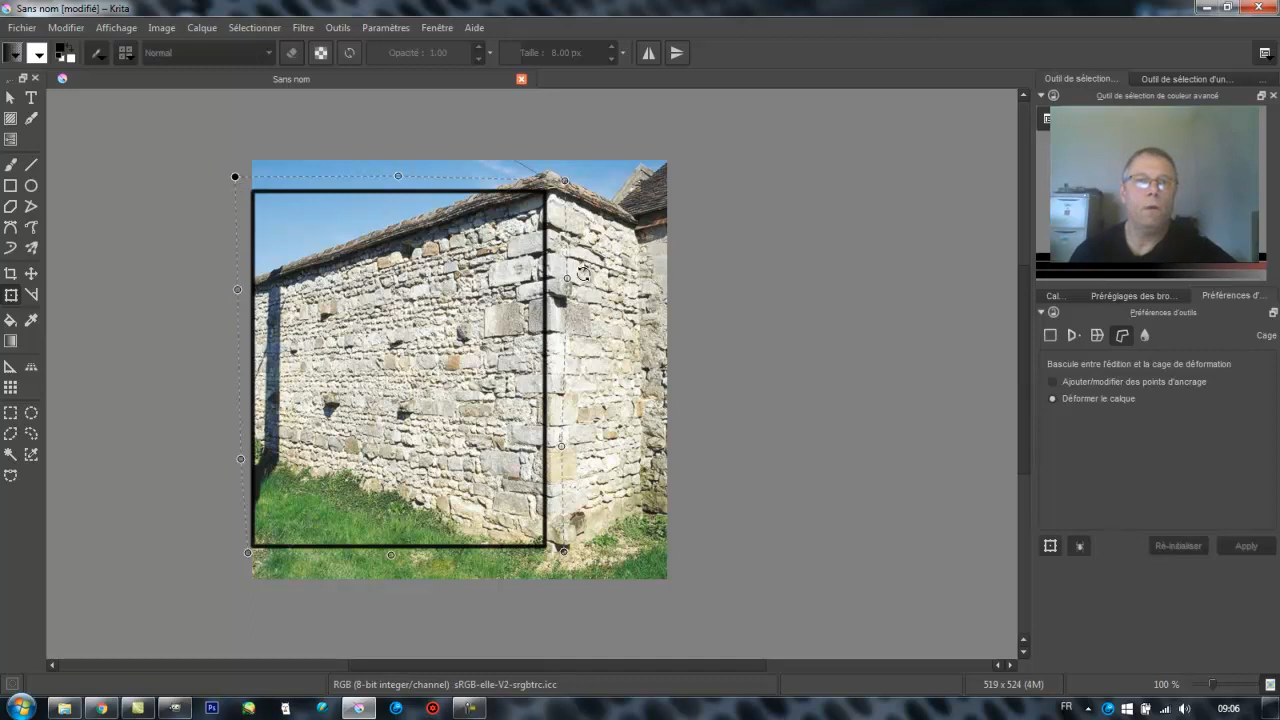 Sans nom [modifié] – Krita
Fichier Modifier Affichage Image Calque Sélectionner Filtre Outils Paramètres Fenêtre Aide
Normal Opacité : 1.00 Taille : 8.00 px
Sans nom
Outil de sélection... Outil de sélection d'un... ...
Outil de sélection de couleur avancé
T
Cal... Préréglages des bro... Préférences d'...
Préférences d'outils
Cage
Bascule entre l'édition et la cage de déformation
Ajouter/modifier des points d'ancrage
Déformer le calque
Ré-initialiser Apply
RGB (8-bit integer/channel) sRGB-elle-V2-srgbtrc.icc 519 x 524 (4M) 100 %
Ps FR 09:06